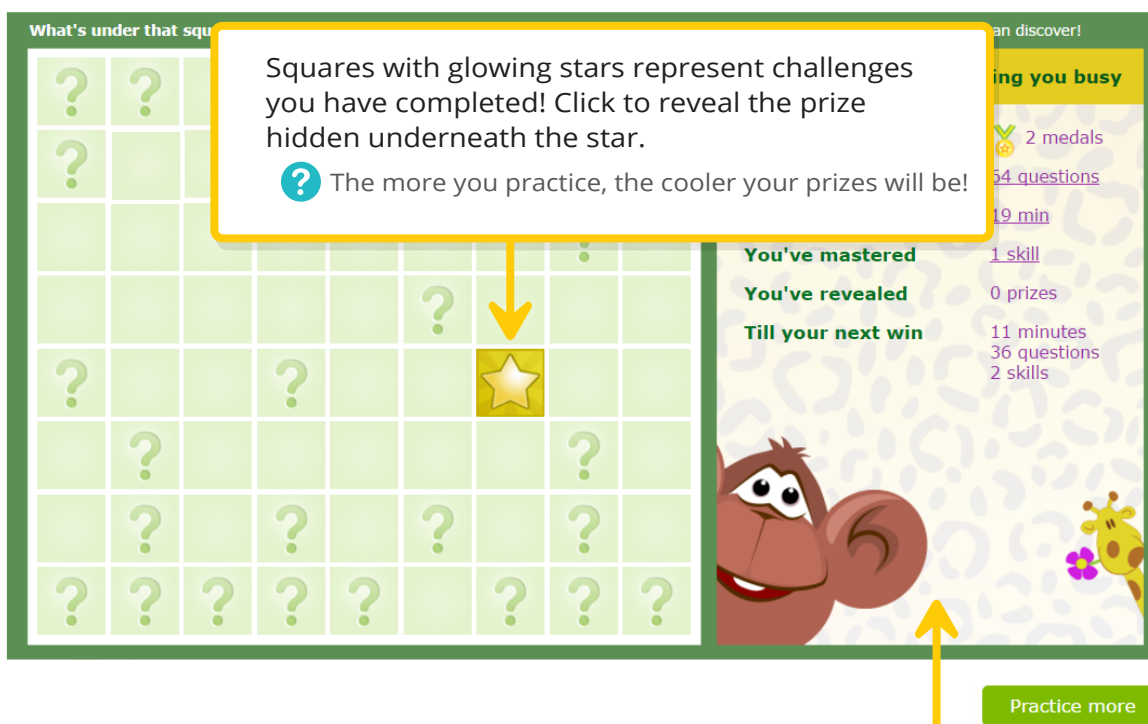 What's under that squ
an discover!
Squares with glowing stars represent challenges
you have completed! Click to reveal the prize
hidden underneath the star.
? The more you practice, the cooler your prizes will be!
ing you busy
2 medals
64 questions
19 min
You've mastered 1 skill
You've revealed 0 prizes
Till your next win 11 minutes
36 questions
2 skills
Practice more